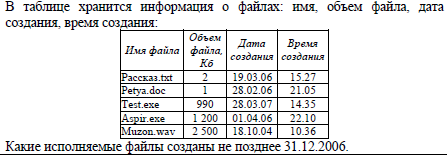 В таблице хранится информация о файлах: имя, объем файла, дата
создания, время создания:
Имя файла Объем файла, Кб Дата создания Время создания
Рассказ.txt 2 19.03.06 15.27
Petya.doc 1 28.02.06 21.05
Test.exe 990 28.03.07 14.35
Aspir.exe 1 200 01.04.06 22.10
Muzon.wav 2 500 18.10.04 10.36
Какие исполняемые файлы созданы не позднее 31.12.2006.